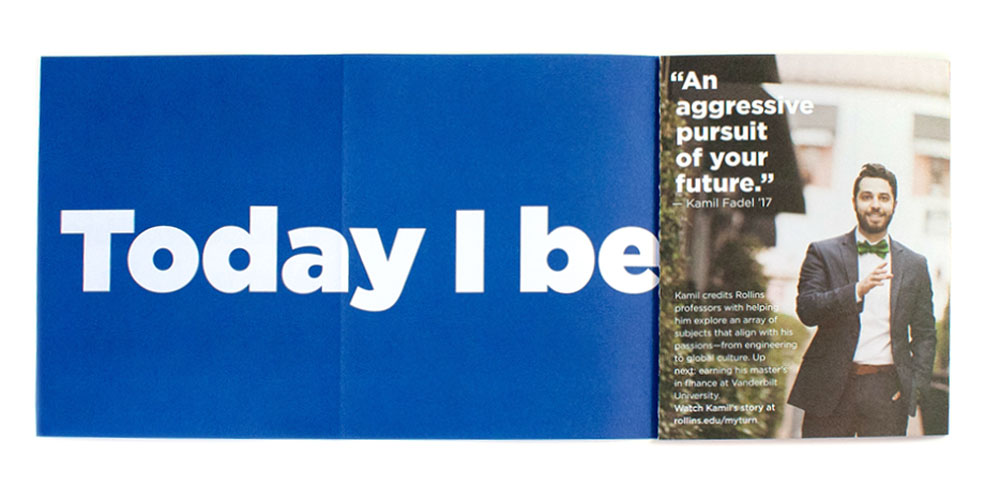 Today I be
“An
aggressive
pursuit
of your
future.”
— Kamil Fadel ’17
Kamil credits Rollins
professors with helping
him explore an array of
subjects that align with his
passions—from engineering
to global culture. Up
next: earning his master’s
in finance at Vanderbilt
University.
Watch Kamil’s story at
rollins.edu/myturn